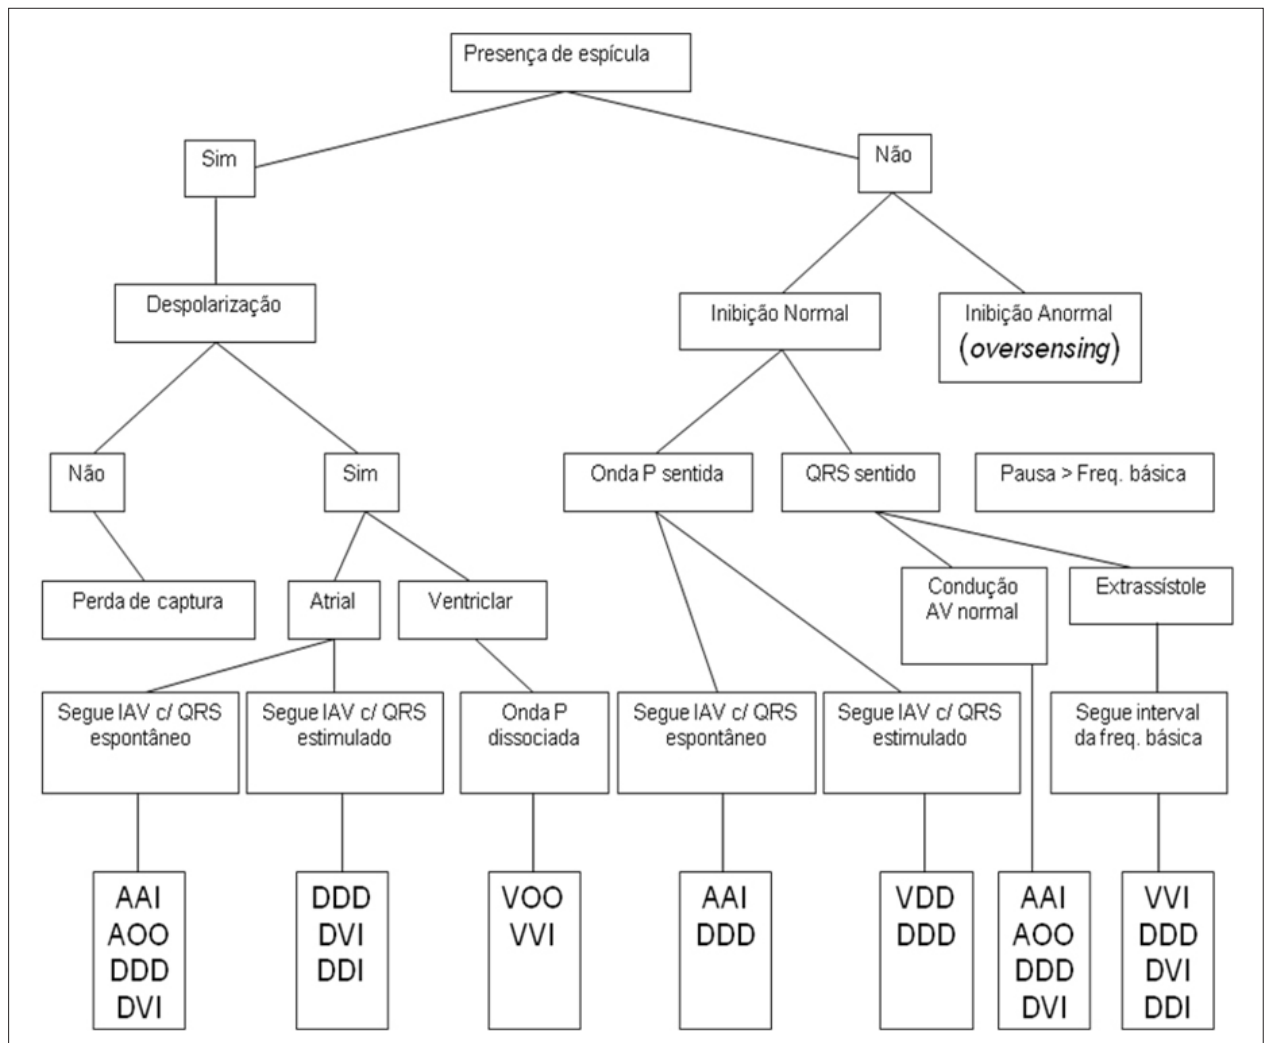 Presença de espícula
Sim
Não
Despolarização
Inibição Normal
Inibição Anormal
(oversensing)
Não
Sim
Onda P sentida
QRS sentido
Pausa > Freq. básica
Perda de captura
Atrial
Ventriclar
Condução
AV normal
Extrassístole
Segue IAV c/ QRS
espontâneo
Segue IAV c/ QRS
estimulado
Onda P
dissociada
Segue IAV c/ QRS
espontâneo
Segue IAV c/ QRS
estimulado
Segue interval
da freq. básica
AAI
AOO
DDD
DVI
DDD
DVI
DDI
VOO
VVI
AAI
DDD
VDD
DDD
AAI
AOO
DDD
DVI
VVI
DDD
DVI
DDI